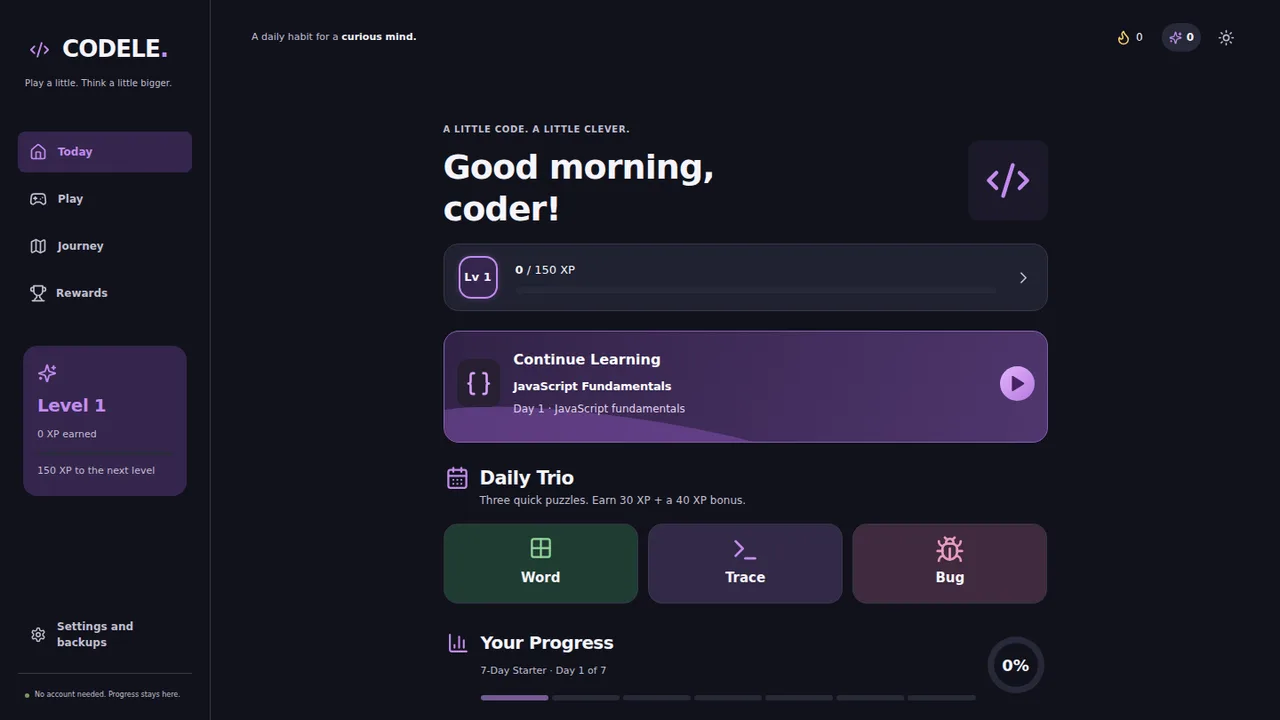 CODELE.
Play a little. Think a little bigger.
Today
Play
Journey
Rewards
Level 1
0 XP earned
150 XP to the next level
Settings and
backups
No account needed. Progress stays here.
A daily habit for a curious mind.
0
0
A LITTLE CODE. A LITTLE CLEVER.
Good morning,
coder!
Lv 1
0 / 150 XP
Continue Learning
JavaScript Fundamentals
Day 1 · JavaScript fundamentals
Daily Trio
Three quick puzzles. Earn 30 XP + a 40 XP bonus.
Word
Trace
Bug
Your Progress
7-Day Starter · Day 1 of 7
0%